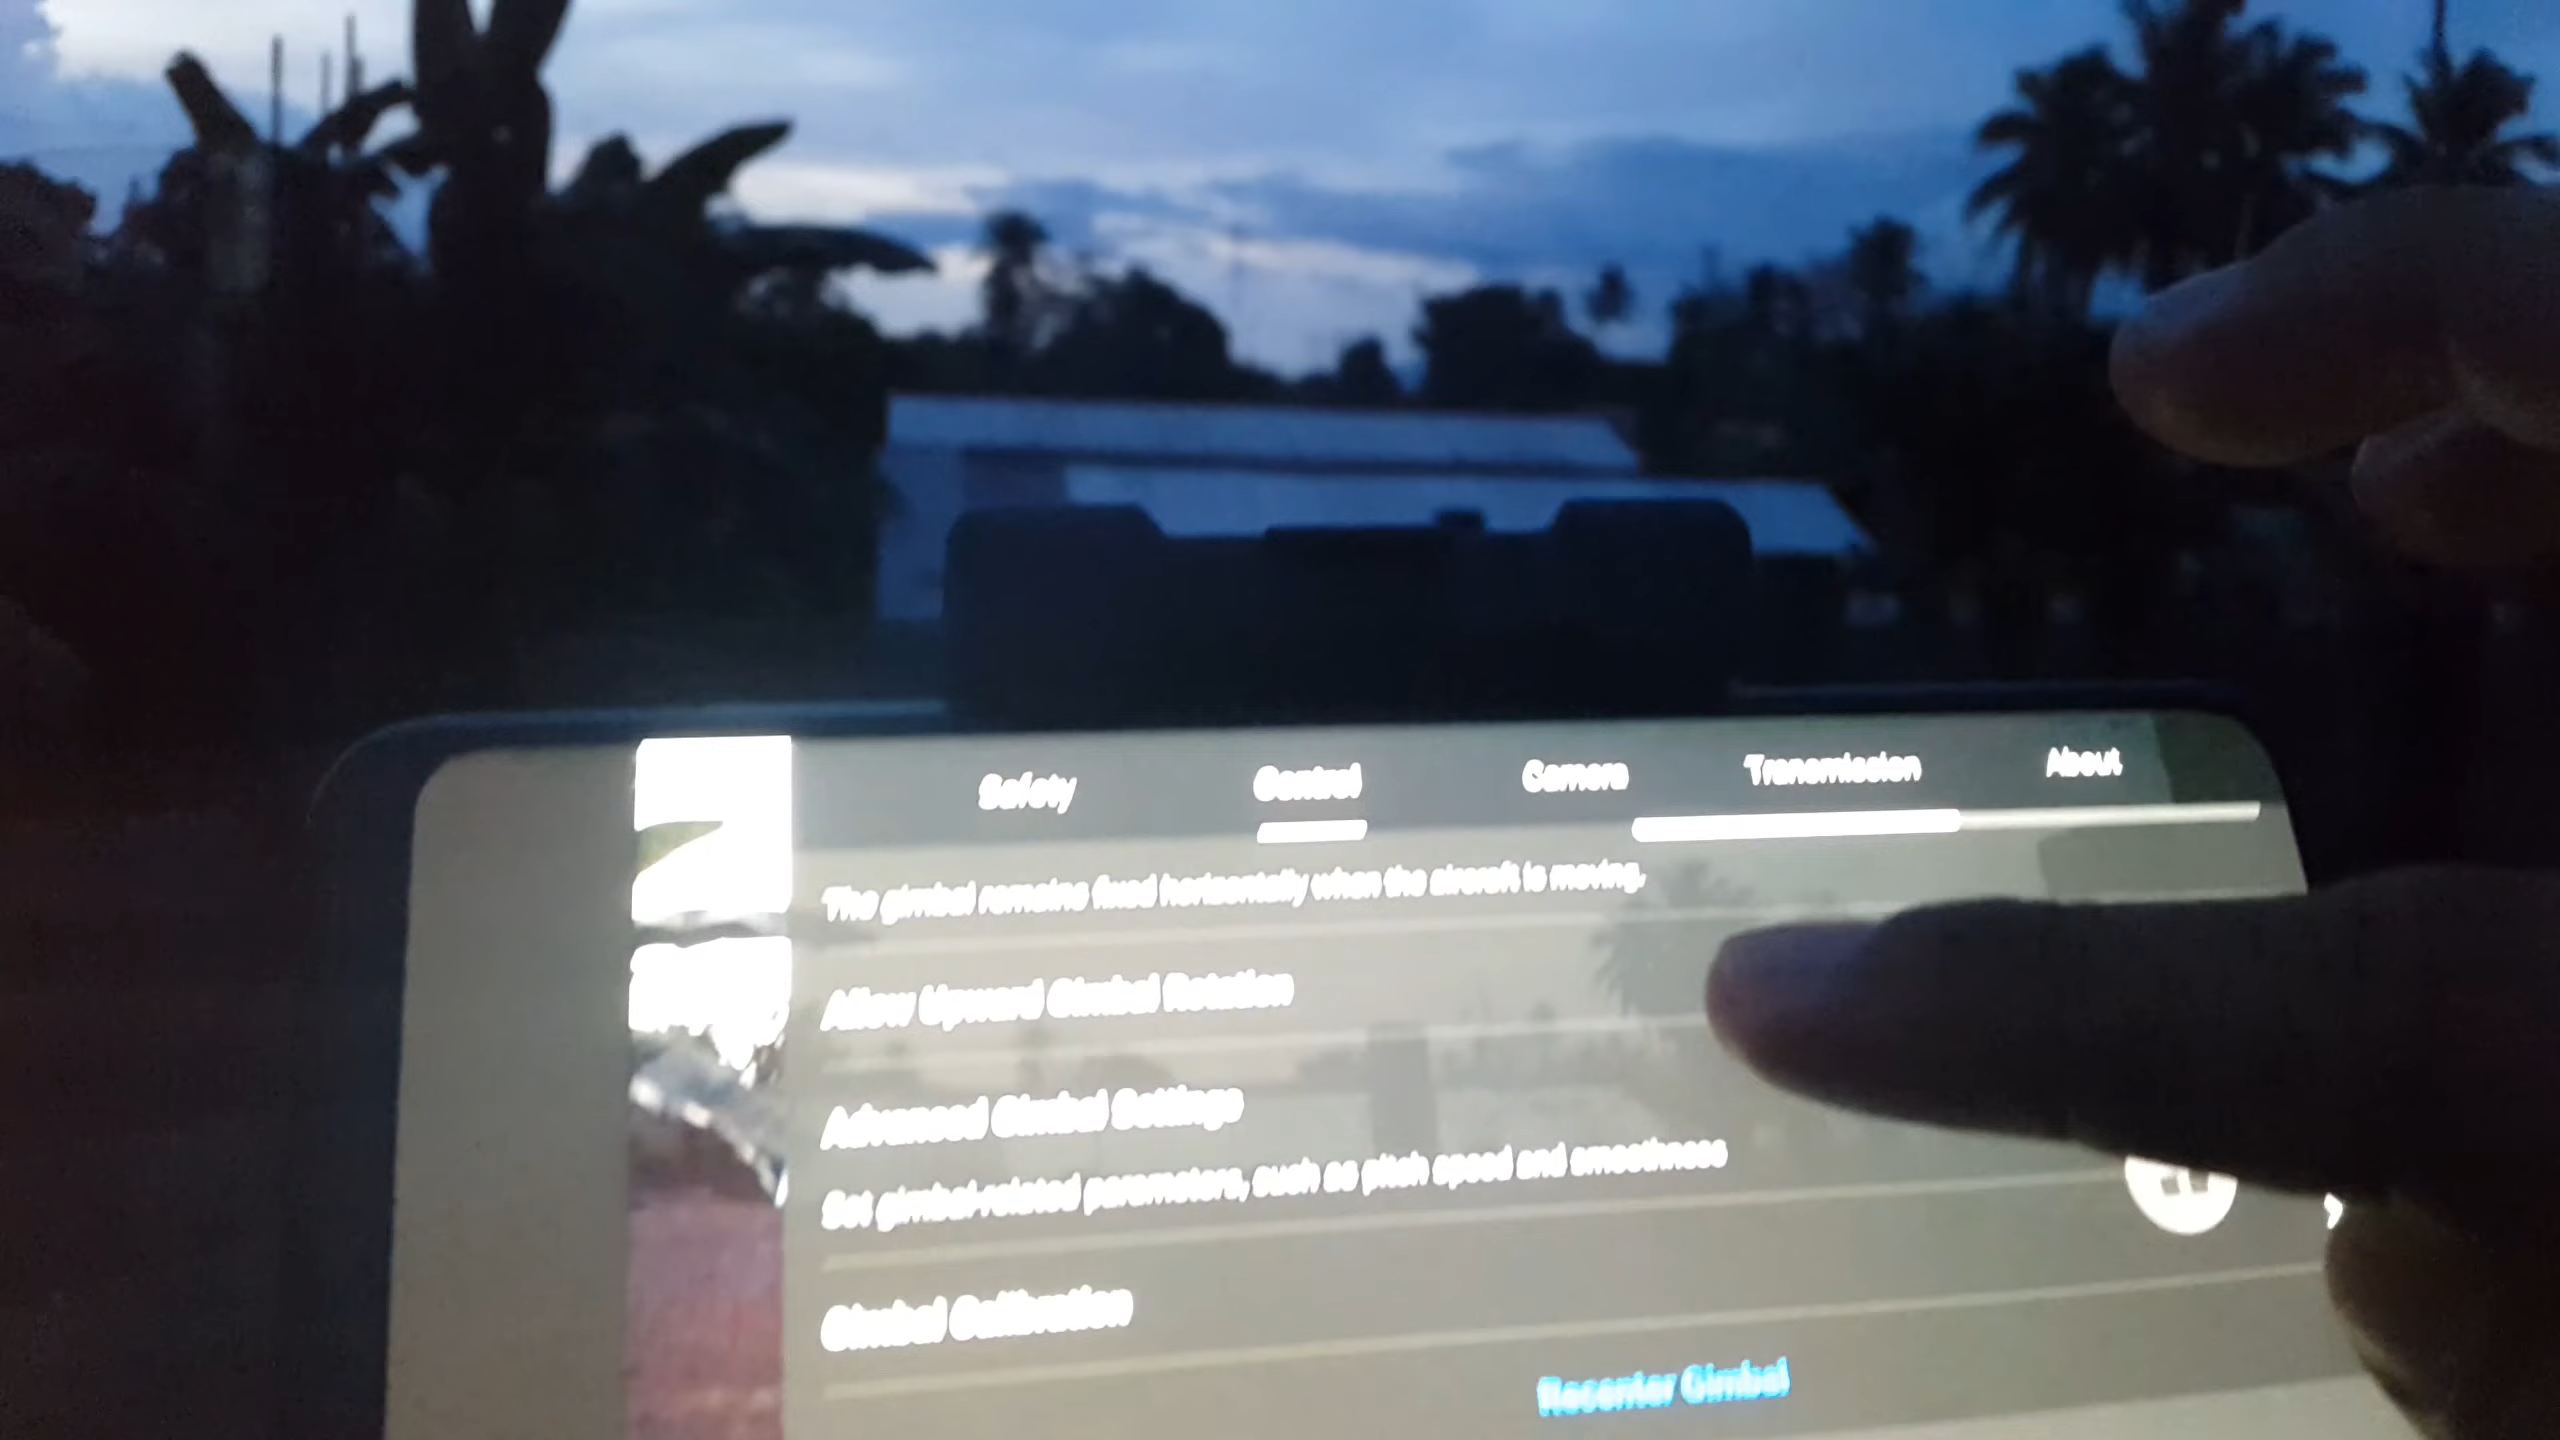 Safety Control Camera Transmission About
The gimbal remains fixed horizontally when the aircraft is moving.
Allow Upward Gimbal Rotation
Advanced Gimbal Settings
Set gimbal-related parameters, such as pitch speed and smoothness
Gimbal Calibration
Recenter Gimbal